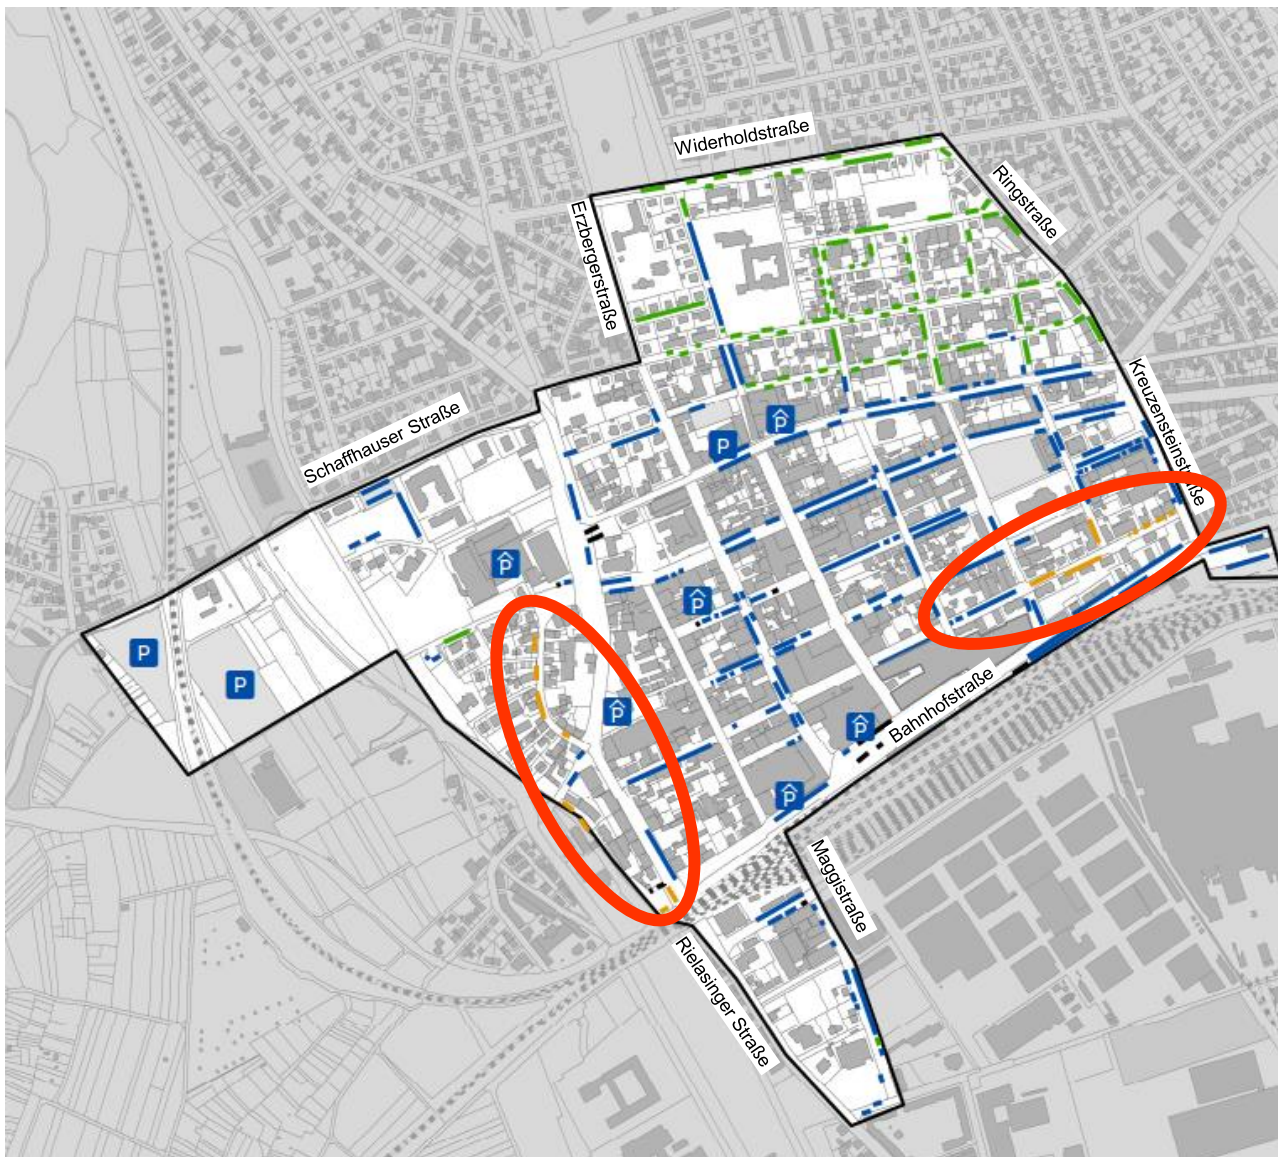 Widerholdstraße
Ringstraße
Erzbergerstraße
Kreuzensteinstraße
Schaffhauser Straße
P
P
P
P
P
P
P
P
Bahnhofstraße
P
P
Maggistraße
Rielasinger Straße